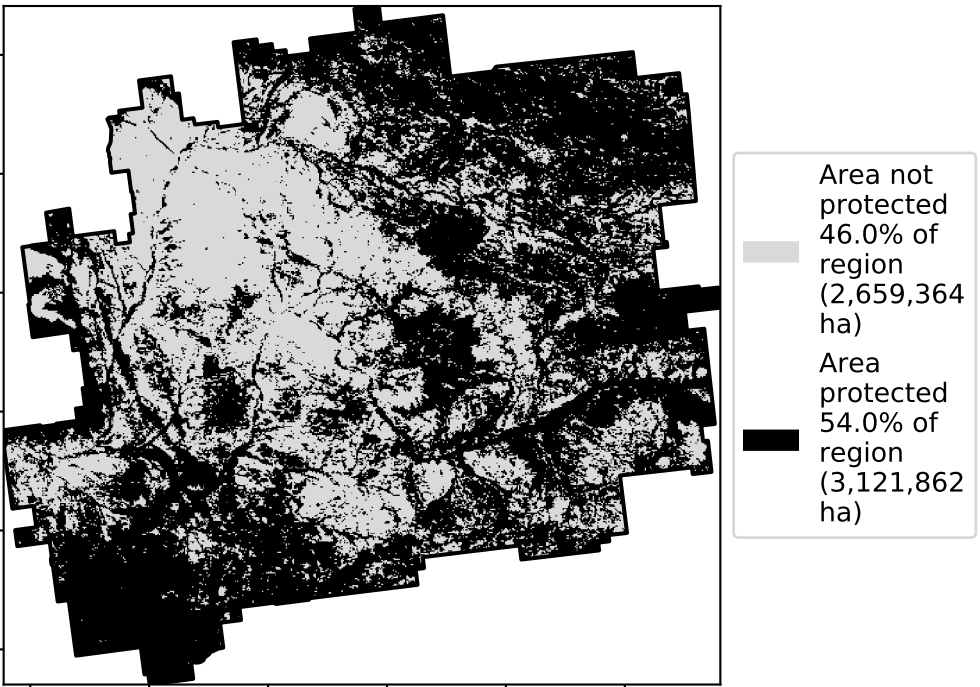 Area not
protected
46.0% of
region
(2,659,364
ha)
Area
protected
54.0% of
region
(3,121,862
ha)